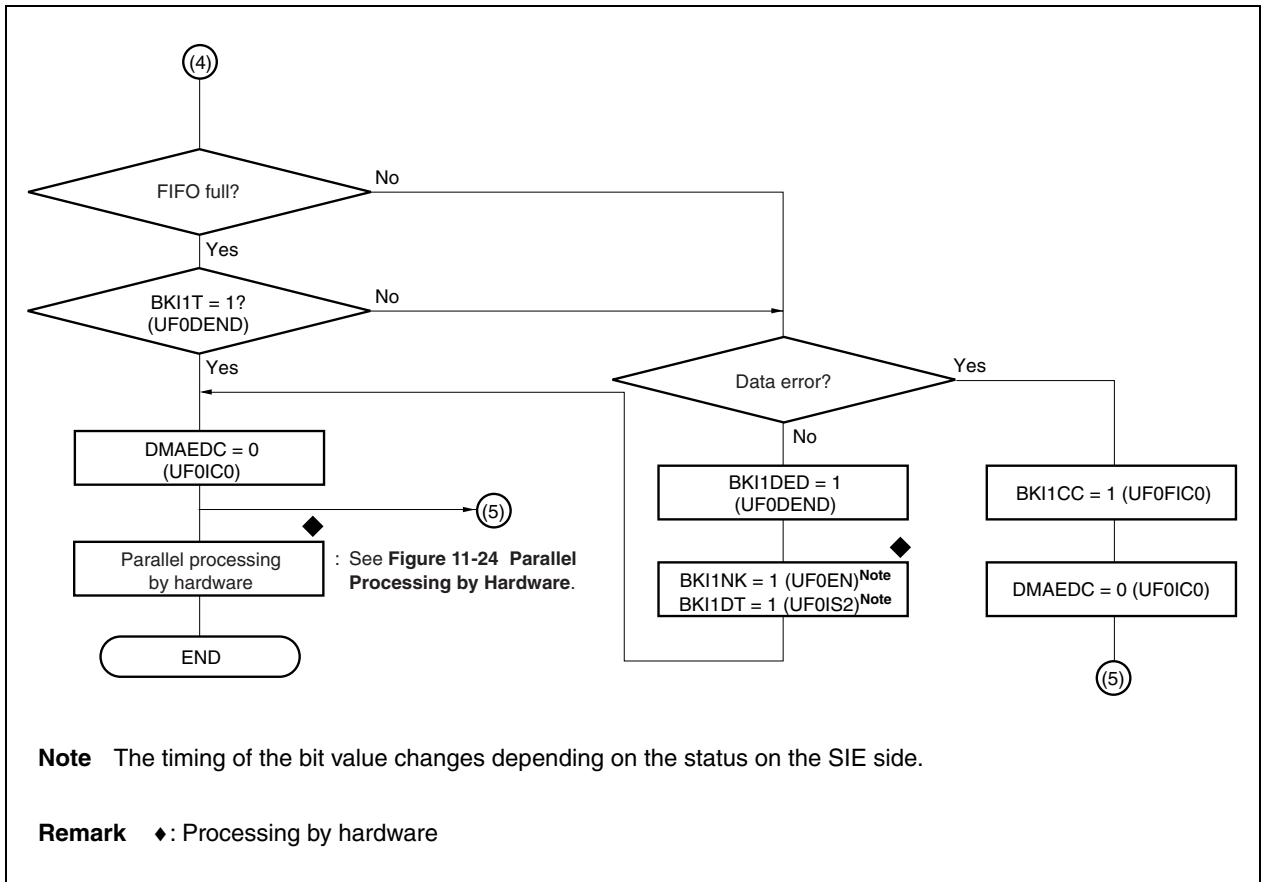 (4)
FIFO full?
No
Yes
BKI1T = 1?
(UF0DEND)
No
Yes
Data error?
Yes
No
DMAEDC = 0
(UF0IC0)
(5)
◆
Parallel processing
by hardware
: See Figure 11-24 Parallel
Processing by Hardware.
END
BKI1DED = 1
(UF0DEND)
◆
BKI1NK = 1 (UF0EN)Note
BKI1DT = 1 (UF0IS2)Note
BKI1CC = 1 (UF0FIC0)
DMAEDC = 0 (UF0IC0)
(5)
Note The timing of the bit value changes depending on the status on the SIE side.
Remark ♦: Processing by hardware